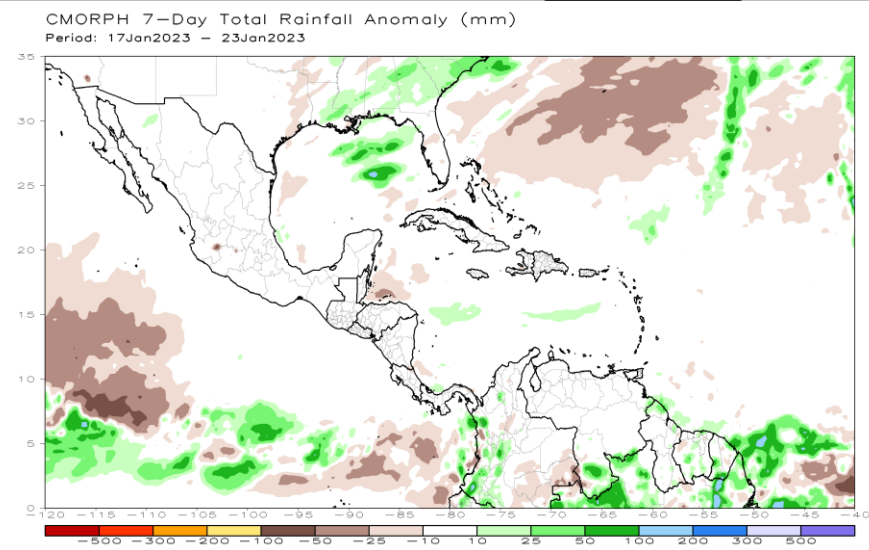 CMORPH 7-Day Total Rainfall Anomaly (mm)
Period: 17Jan2023 - 23Jan2023
35
30
25
20
15
10
5
0
-120 -115 -110 -105 -100 -95 -90 -85 -80 -75 -70 -65 -60 -55 -50 -45 -40
-500 -300 -200 -100 -50 -25 -10 10 25 50 100 200 300 500